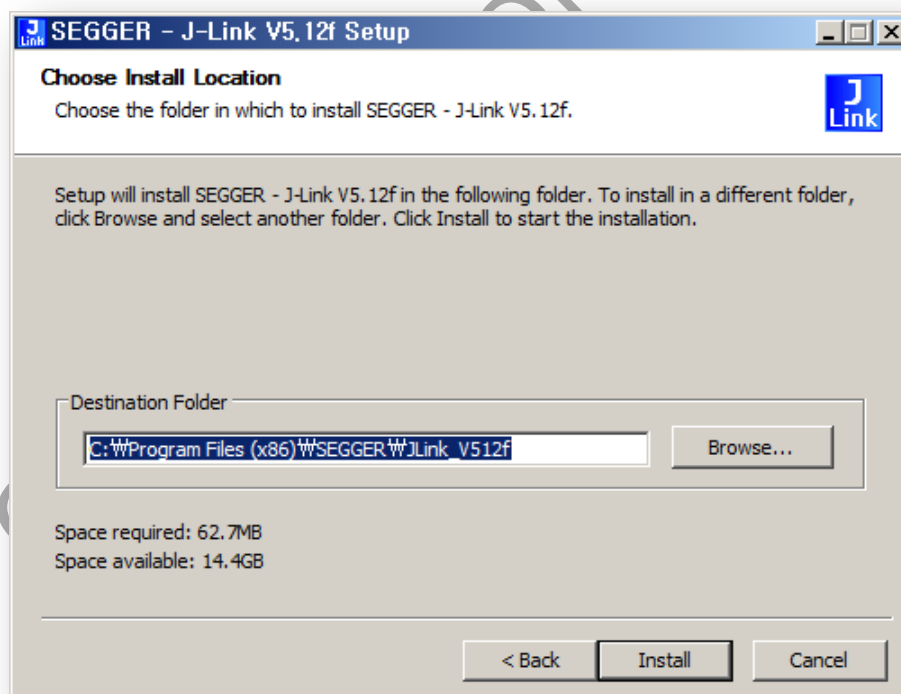 J
Link
SEGGER - J-Link V5.12f Setup
Choose Install Location
Choose the folder in which to install SEGGER - J-Link V5.12f.
J
Link
Setup will install SEGGER - J-Link V5.12f in the following folder. To install in a different folder,
click Browse and select another folder. Click Install to start the installation.
Destination Folder
C:₩Program Files (x86)₩SEGGER₩JLink_V512f
Browse...
Space required: 62.7MB
Space available: 14.4GB
< Back
Install
Cancel